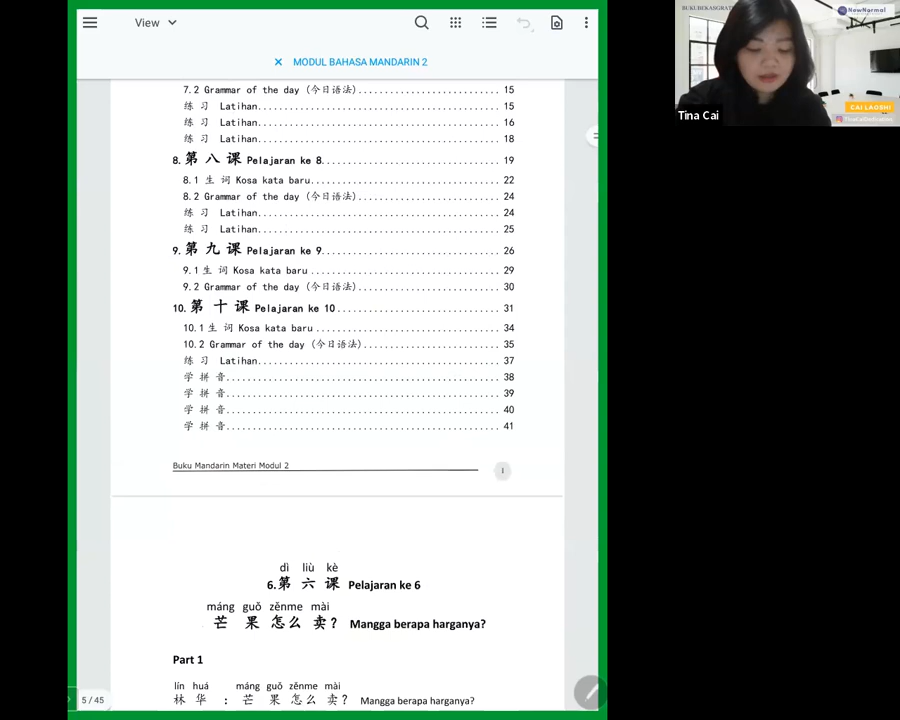 View
MODUL BAHASA MANDARIN 2
7.2 Grammar of the day (今日语法) 15
练 习 Latihan 15
练 习 Latihan 16
练 习 Latihan 18
8. 第 八 课 Pelajaran ke 8 19
8.1 生 词 Kosa kata baru 22
8.2 Grammar of the day (今日语法) 24
练 习 Latihan 24
练 习 Latihan 25
9. 第 九 课 Pelajaran ke 9 26
9.1 生 词 Kosa kata baru 29
9.2 Grammar of the day (今日语法) 30
10. 第 十 课 Pelajaran ke 10 31
10.1 生 词 Kosa kata baru 34
10.2 Grammar of the day (今日语法) 35
练 习 Latihan 37
学 拼 音 38
学 拼 音 39
学 拼 音 40
学 拼 音 41
Buku Mandarin Materi Modul 2
1
dì liù kè
6.第 六 课 Pelajaran ke 6
máng guǒ zěnme mài
芒 果 怎么 卖? Mangga berapa harganya?
Part 1
lín huá máng guǒ zěnme mài
林 华 : 芒 果 怎么 卖? Mangga berapa harganya?
5 / 45
NewNormal
CAI LAOSHI
Tina Cai